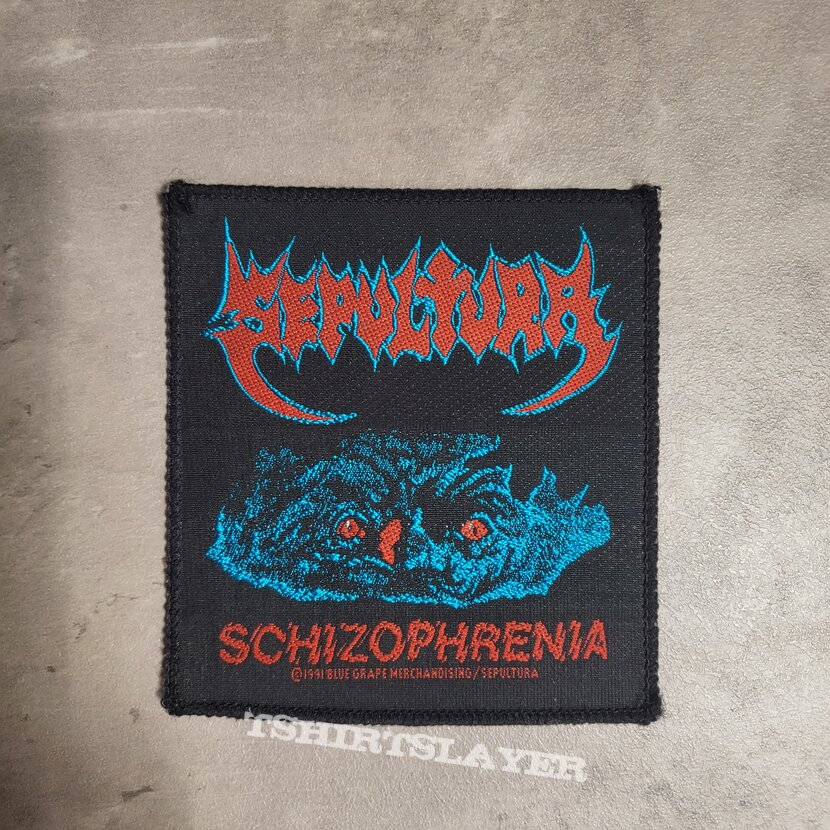 SEPULTURA
SCHIZOPHRENIA
©1991 BLUE GRAPE MERCHANDISING/SEPULTURA
TSHIRTSLAYER